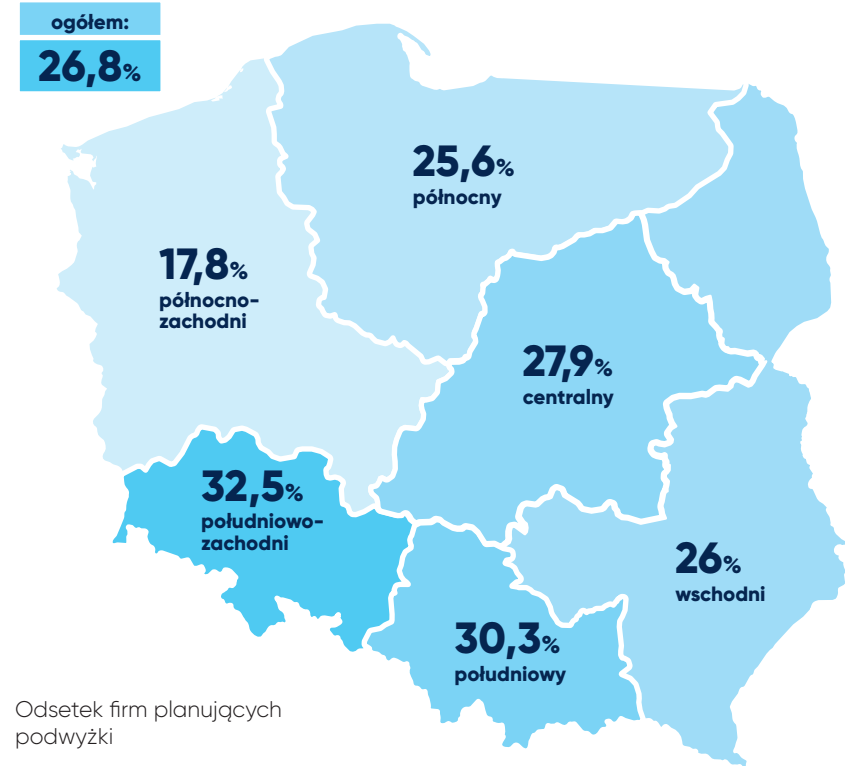 ogółem:
26,8%
25,6%
północny
17,8%
północno-
zachodni
27,9%
centralny
32,5%
południowo-
zachodni
26%
wschodni
30,3%
południowy
Odsetek firm planujących
podwyżki